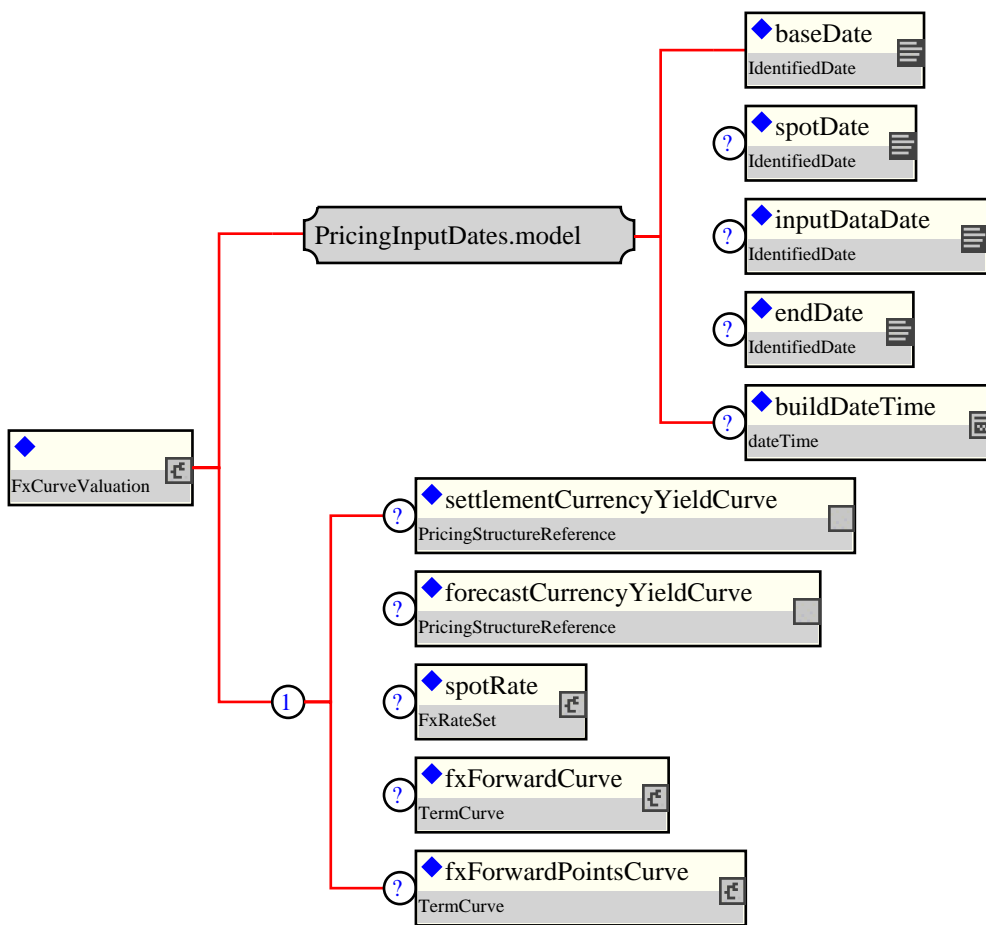 baseDate
IdentifiedDate
?
spotDate
IdentifiedDate
?
inputDataDate
IdentifiedDate
PricingInputDates.model
?
endDate
IdentifiedDate
?
buildDateTime
dateTime
FxCurveValuation
?
settlementCurrencyYieldCurve
PricingStructureReference
?
forecastCurrencyYieldCurve
PricingStructureReference
1
?
spotRate
FxRateSet
?
fxForwardCurve
TermCurve
?
fxForwardPointsCurve
TermCurve